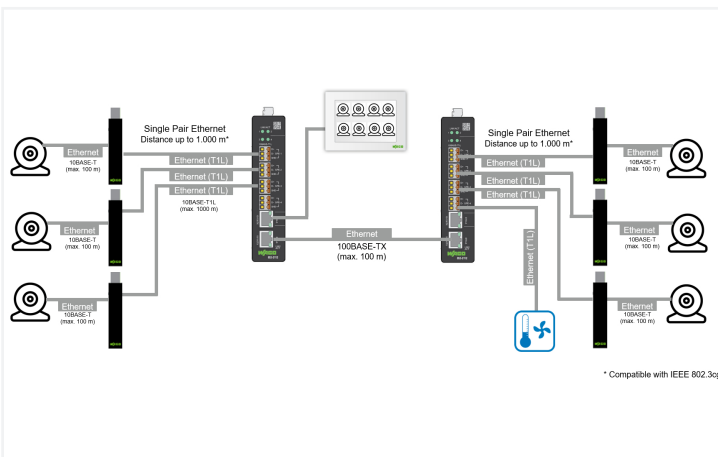 Single Pair Ethernet
Distance up to 1.000 m*
Single Pair Ethernet
Distance up to 1.000 m*
Ethernet
10BASE-T
(max. 100 m)
Ethernet
10BASE-T
(max. 100 m)
Ethernet
10BASE-T
(max. 100 m)
Ethernet (T1L)
Ethernet (T1L)
Ethernet (T1L)
10BASE-T1L
(max. 1000 m)
Ethernet
100BASE-TX
(max. 100 m)
Ethernet (T1L)
Ethernet (T1L)
Ethernet (T1L)
Ethernet (T1L)
Ethernet
10BASE-T
(max. 100 m)
Ethernet
10BASE-T
(max. 100 m)
Ethernet
10BASE-T
(max. 100 m)
WAGO
WAGO
* Compatible with IEEE 802.3cg